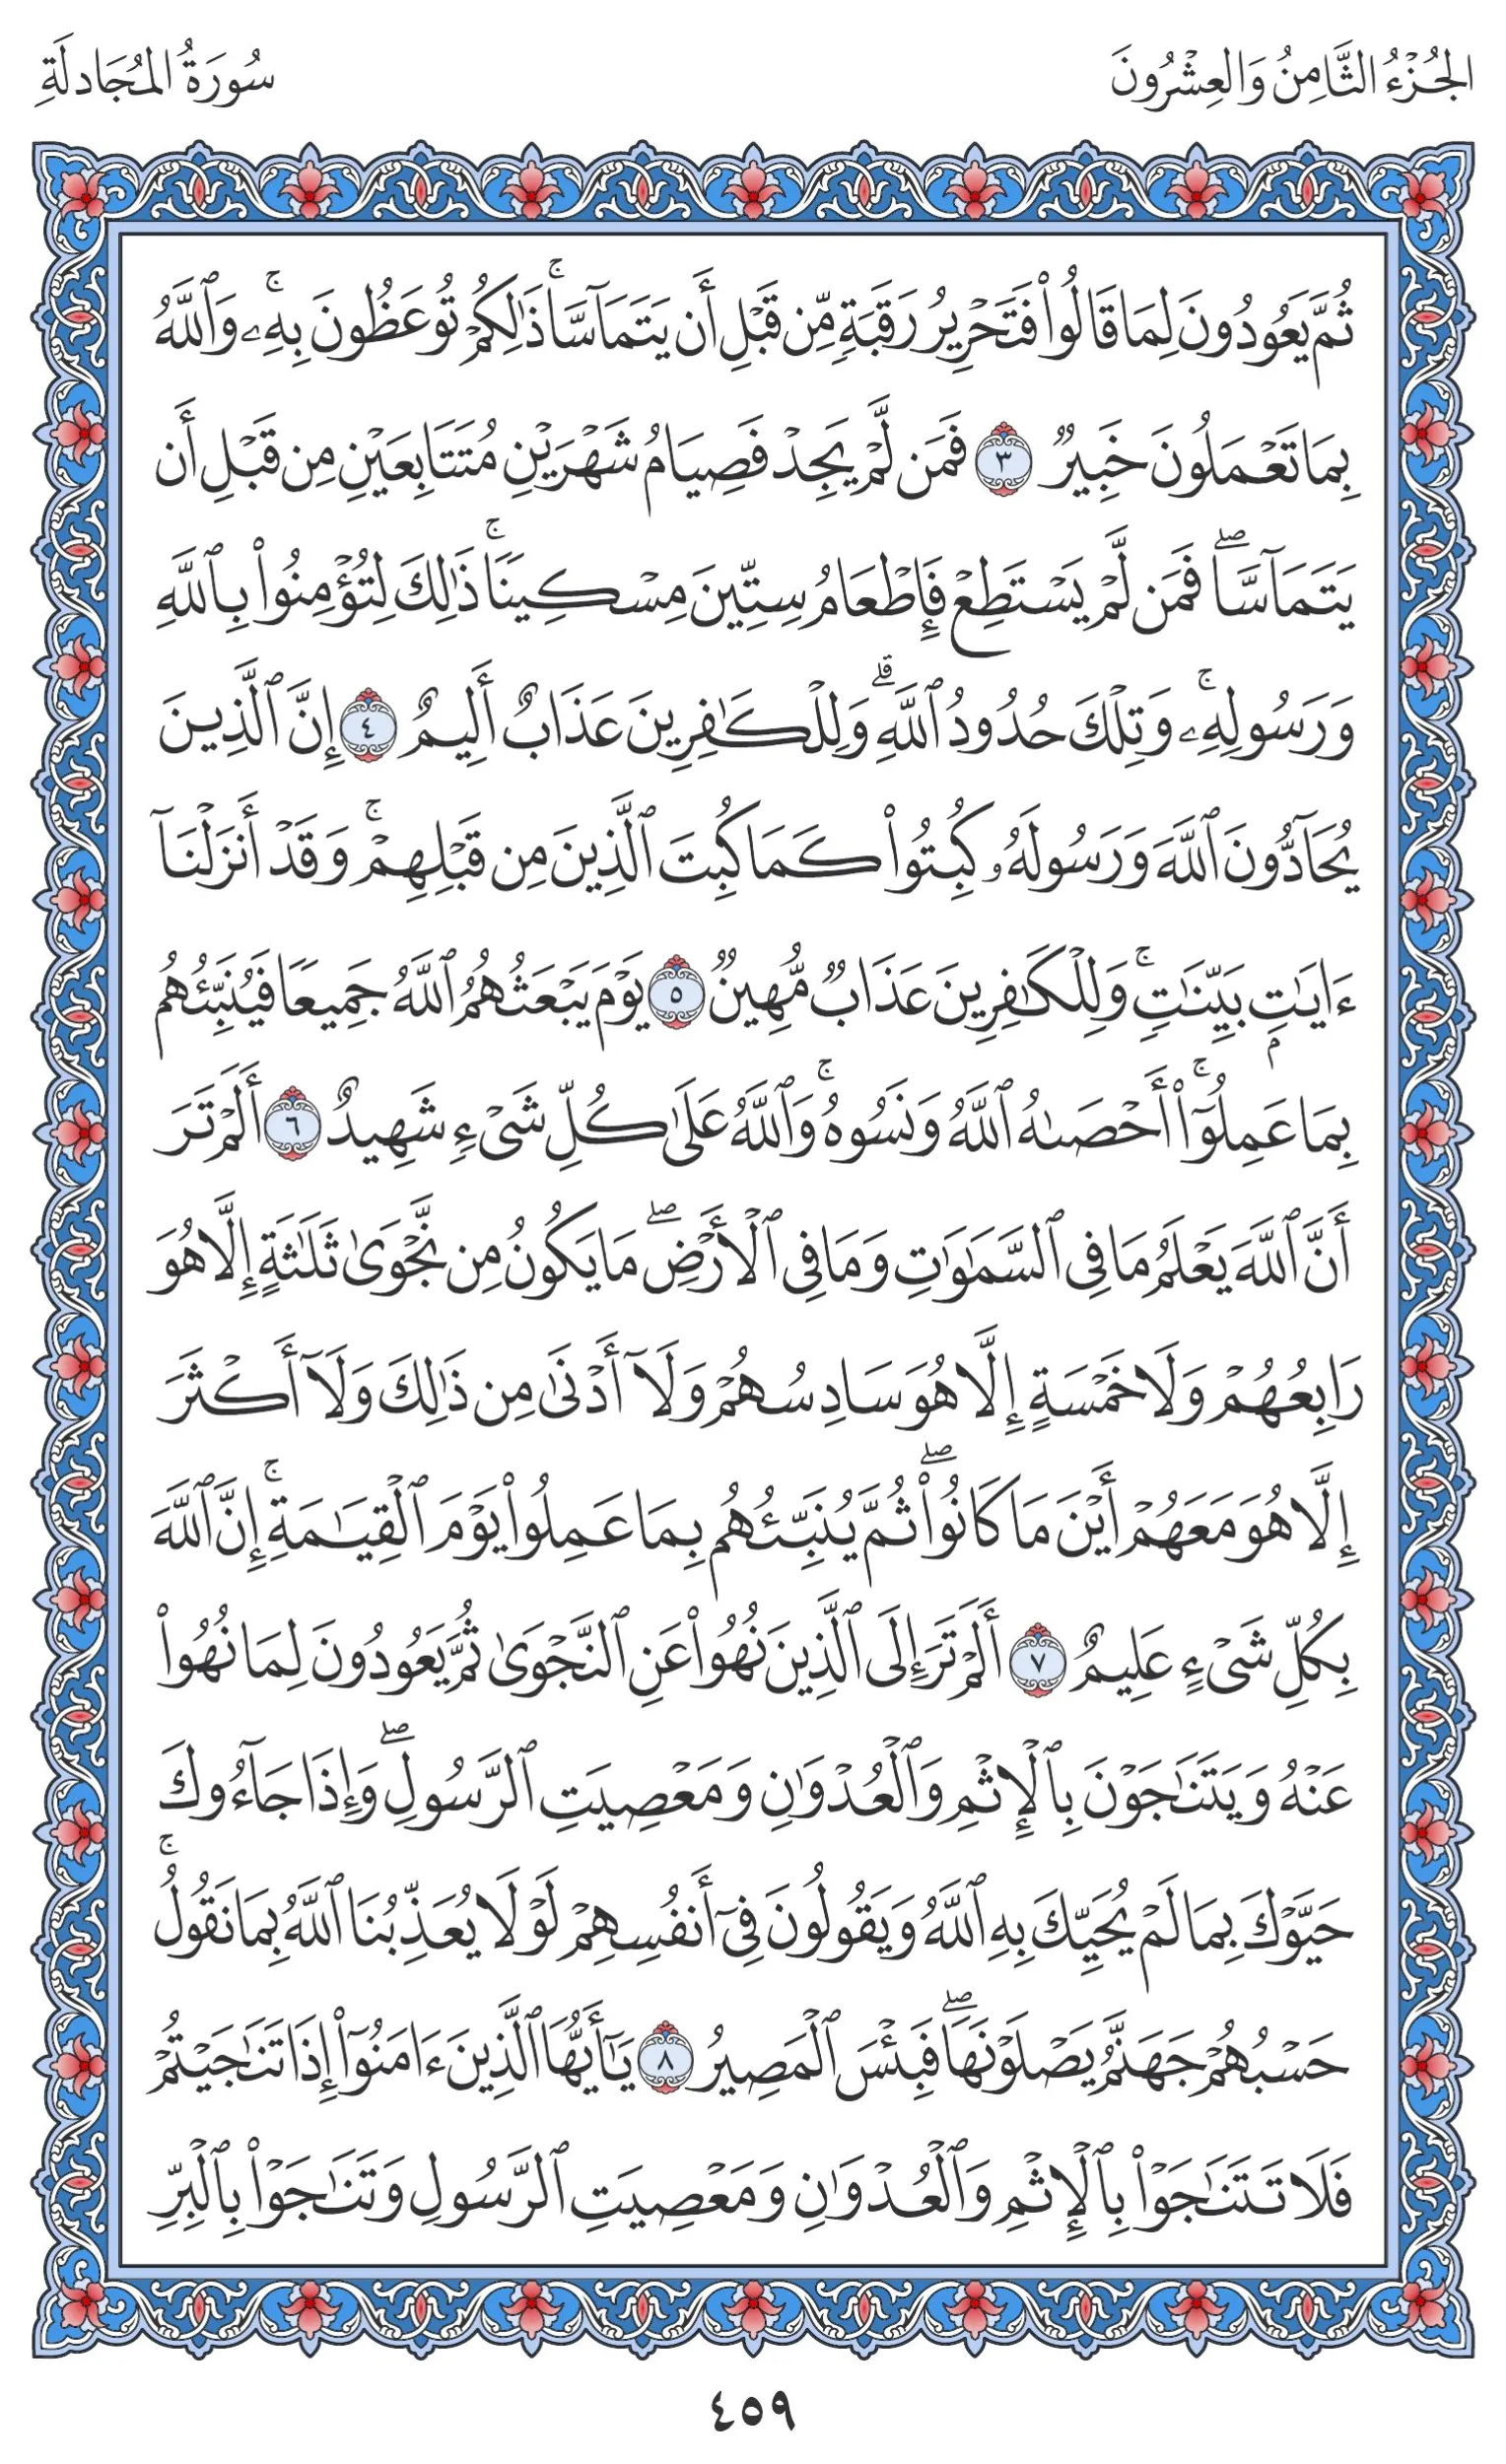 الجُزْءُ الثَّامِنُ وَالعِشْرُونَ
سُورَةُ المُجَادلَةِ
ثُمَّ يَعُودُونَ لِمَا قَالُوا۟ فَتَحْرِيرُ رَقَبَةٍ مِّن قَبْلِ أَن يَتَمَآسَّا ۚ ذَٰلِكُمْ تُوعَظُونَ بِهِۦ ۚ وَٱللَّهُ
بِمَا تَعْمَلُونَ خَبِيرٌ ٣ فَمَن لَّمْ يَجِدْ فَصِيَامُ شَهْرَيْنِ مُتَتَابِعَيْنِ مِن قَبْلِ أَن
يَتَمَآسَّا ۖ فَمَن لَّمْ يَسْتَطِعْ فَإِطْعَامُ سِتِّينَ مِسْكِينًا ۚ ذَٰلِكَ لِتُؤْمِنُوا۟ بِٱللَّهِ
وَرَسُولِهِۦ ۚ وَتِلْكَ حُدُودُ ٱللَّهِ ۗ وَلِلْكَـٰفِرِينَ عَذَابٌ أَلِيمٌ ٤ إِنَّ ٱلَّذِينَ
يُحَآدُّونَ ٱللَّهَ وَرَسُولَهُۥ كُبِتُوا۟ كَمَا كُبِتَ ٱلَّذِينَ مِن قَبْلِهِمْ ۚ وَقَدْ أَنزَلْنَآ
ءَايَـٰتٍۭ بَيِّنَـٰتٍ ۚ وَلِلْكَـٰفِرِينَ عَذَابٌ مُّهِينٌ ٥ يَوْمَ يَبْعَثُهُمُ ٱللَّهُ جَمِيعًا فَيُنَبِّئُهُم
بِمَا عَمِلُوٓا۟ ۚ أَحْصَىٰهُ ٱللَّهُ وَنَسُوهُ ۚ وَٱللَّهُ عَلَىٰ كُلِّ شَىْءٍ شَهِيدٌ ٦ أَلَمْ تَرَ
أَنَّ ٱللَّهَ يَعْلَمُ مَا فِى ٱلسَّمَـٰوَٰتِ وَمَا فِى ٱلْأَرْضِ ۖ مَا يَكُونُ مِن نَّجْوَىٰ ثَلَـٰثَةٍ إِلَّا هُوَ
رَابِعُهُمْ وَلَا خَمْسَةٍ إِلَّا هُوَ سَادِسُهُمْ وَلَآ أَدْنَىٰ مِن ذَٰلِكَ وَلَآ أَكْثَرَ
إِلَّا هُوَ مَعَهُمْ أَيْنَ مَا كَانُوا۟ ۖ ثُمَّ يُنَبِّئُهُم بِمَا عَمِلُوا۟ يَوْمَ ٱلْقِيَـٰمَةِ ۚ إِنَّ ٱللَّهَ
بِكُلِّ شَىْءٍ عَلِيمٌ ٧ أَلَمْ تَرَ إِلَى ٱلَّذِينَ نُهُوا۟ عَنِ ٱلنَّجْوَىٰ ثُمَّ يَعُودُونَ لِمَا نُهُوا۟
عَنْهُ وَيَتَنَـٰجَوْنَ بِٱلْإِثْمِ وَٱلْعُدْوَٰنِ وَمَعْصِيَتِ ٱلرَّسُولِ ۖ وَإِذَا جَآءُوكَ
حَيَّوْكَ بِمَا لَمْ يُحَيِّكَ بِهِ ٱللَّهُ وَيَقُولُونَ فِىٓ أَنفُسِهِمْ لَوْلَا يُعَذِّبُنَا ٱللَّهُ بِمَا نَقُولُ ۚ
حَسْبُهُمْ جَهَنَّمُ يَصْلَوْنَهَا ۖ فَبِئْسَ ٱلْمَصِيرُ ٨ يَـٰٓأَيُّهَا ٱلَّذِينَ ءَامَنُوٓا۟ إِذَا تَنَـٰجَيْتُمْ
فَلَا تَتَنَـٰجَوْا۟ بِٱلْإِثْمِ وَٱلْعُدْوَٰنِ وَمَعْصِيَتِ ٱلرَّسُولِ وَتَنَـٰجَوْا۟ بِٱلْبِرِّ
٤٥٩